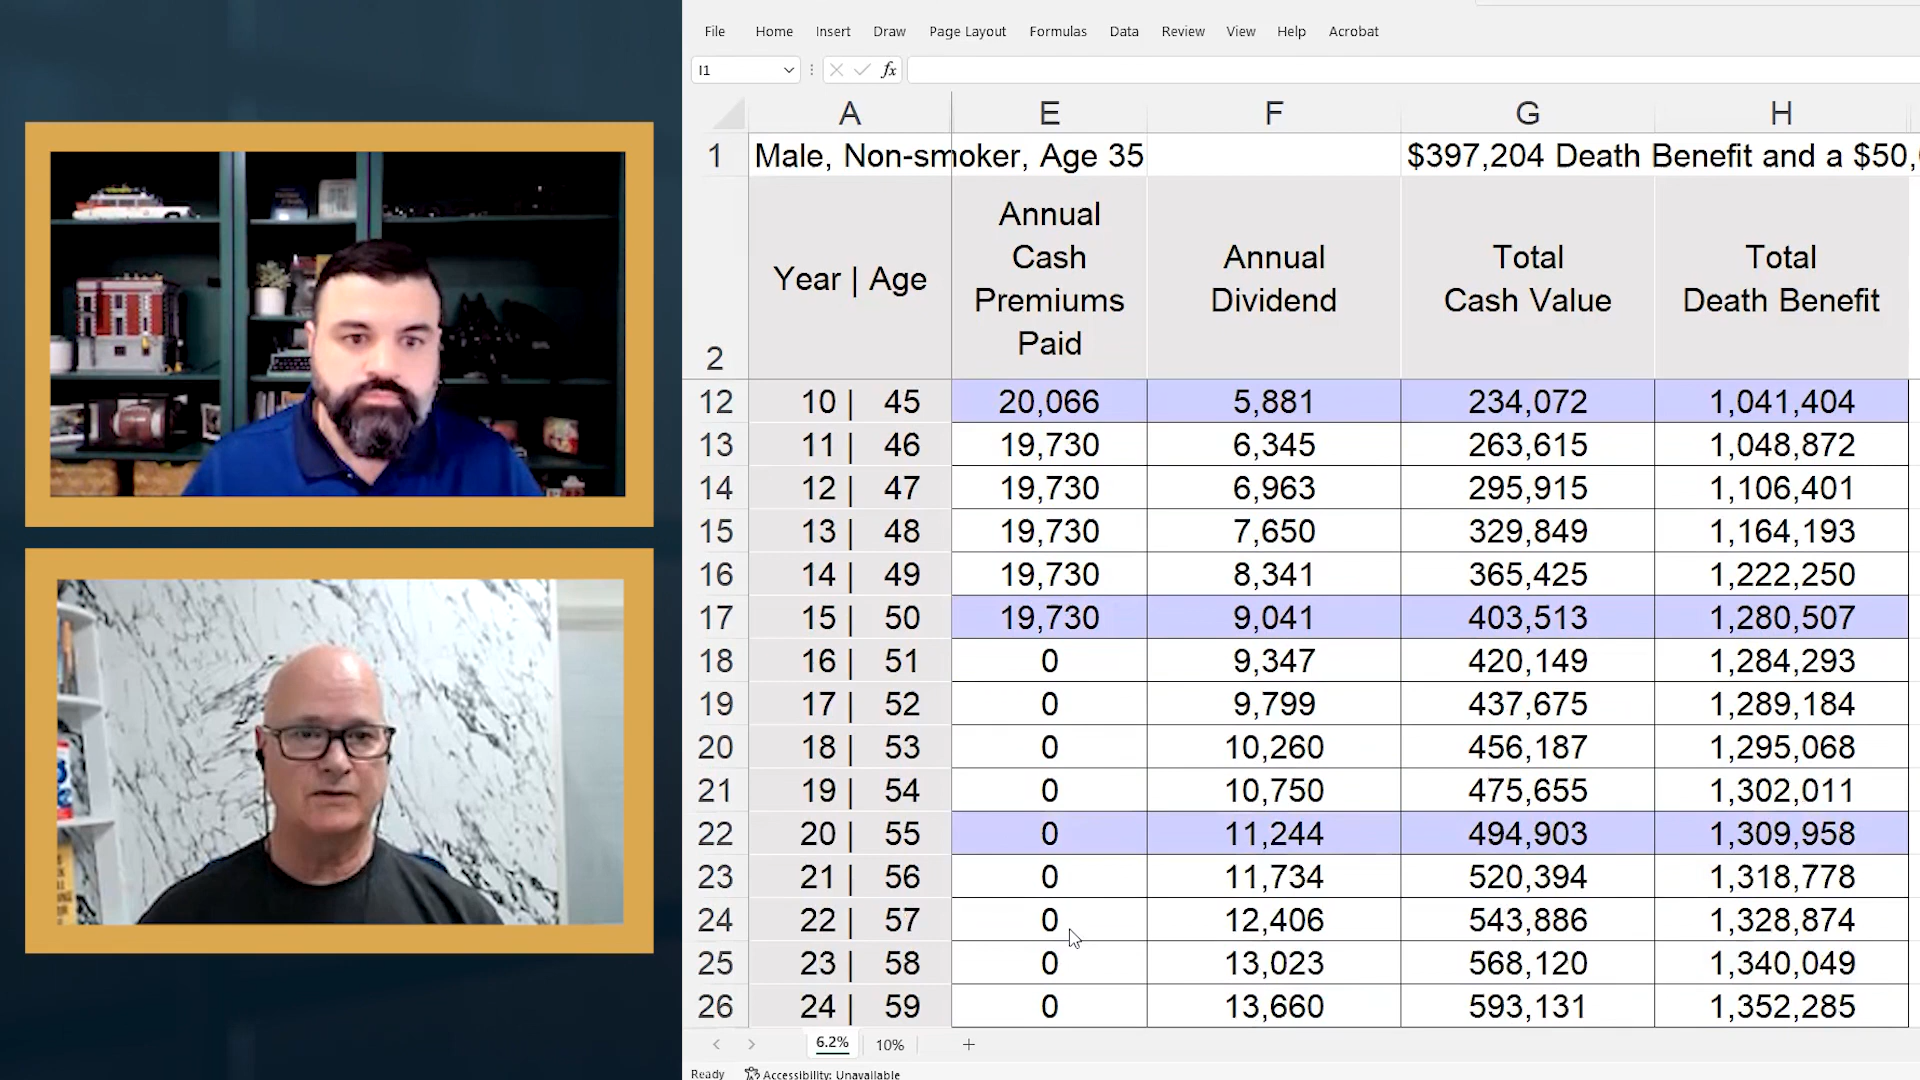 File Home Insert Draw Page Layout Formulas Data Review View Help Acrobat
I1 fx
A E F G H
1 Male, Non-smoker, Age 35 $397,204 Death Benefit and a $50,
2 Year | Age Annual Cash Premiums Paid Annual Dividend Total Cash Value Total Death Benefit
12 10 | 45 20,066 5,881 234,072 1,041,404
13 11 | 46 19,730 6,345 263,615 1,048,872
14 12 | 47 19,730 6,963 295,915 1,106,401
15 13 | 48 19,730 7,650 329,849 1,164,193
16 14 | 49 19,730 8,341 365,425 1,222,250
17 15 | 50 19,730 9,041 403,513 1,280,507
18 16 | 51 0 9,347 420,149 1,284,293
19 17 | 52 0 9,799 437,675 1,289,184
20 18 | 53 0 10,260 456,187 1,295,068
21 19 | 54 0 10,750 475,655 1,302,011
22 20 | 55 0 11,244 494,903 1,309,958
23 21 | 56 0 11,734 520,394 1,318,778
24 22 | 57 0 12,406 543,886 1,328,874
25 23 | 58 0 13,023 568,120 1,340,049
26 24 | 59 0 13,660 593,131 1,352,285
6.2% 10% +
Ready Accessibility: Unavailable